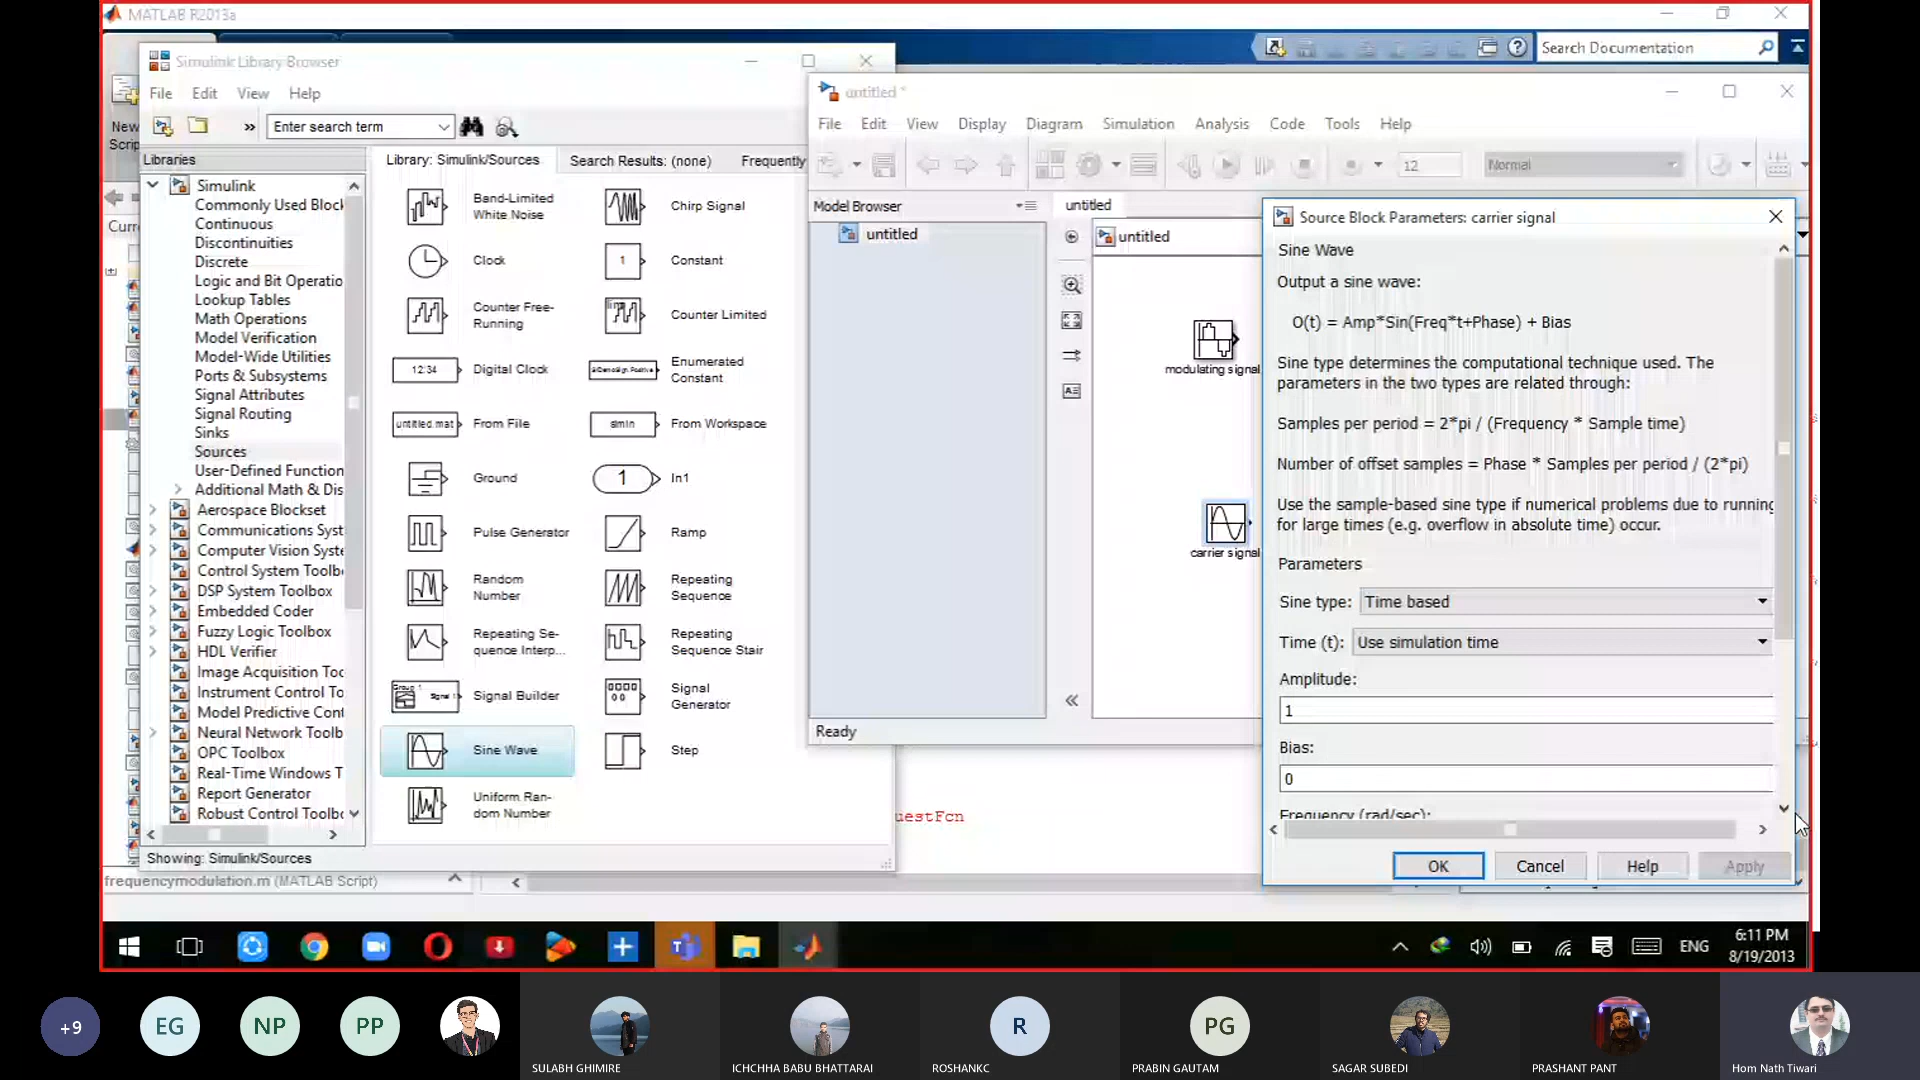 MATLAB R2013a
Search Documentation
Simulink Library Browser
File Edit View Help
Enter search term
New
Scrip
Curre
Libraries
Library: Simulink/Sources
Search Results: (none)
Frequently
Simulink
Commonly Used Block
Continuous
Discontinuities
Discrete
Logic and Bit Operatio
Lookup Tables
Math Operations
Model Verification
Model-Wide Utilities
Ports & Subsystems
Signal Attributes
Signal Routing
Sinks
Sources
User-Defined Function
Additional Math & Dis
Aerospace Blockset
Communications Syst
Computer Vision Syste
Control System Toolb
DSP System Toolbox
Embedded Coder
Fuzzy Logic Toolbox
HDL Verifier
Image Acquisition Too
Instrument Control To
Model Predictive Cont
Neural Network Toolb
OPC Toolbox
Real-Time Windows T
Report Generator
Robust Control Toolbo
Band-Limited
White Noise
Chirp Signal
Clock
1
Constant
Counter Free-
Running
Counter Limited
12:34
Digital Clock
Enumerated
Constant
untitled.mat
From File
simin
From Workspace
Ground
1
In1
Pulse Generator
Ramp
Random
Number
Repeating
Sequence
Repeating Se-
quence Interp...
Repeating
Sequence Stair
Signal Builder
Signal
Generator
Sine Wave
Step
Uniform Ran-
dom Number
Showing: Simulink/Sources
frequencymodulation.m (MATLAB Script)
uestFcn
untitled *
File Edit View Display Diagram Simulation Analysis Code Tools Help
12
Normal
Model Browser
untitled
untitled
untitled
modulating signal
carrier signal
Ready
Source Block Parameters: carrier signal
Sine Wave
Output a sine wave:
O(t) = Amp*Sin(Freq*t+Phase) + Bias
Sine type determines the computational technique used. The
parameters in the two types are related through:
Samples per period = 2*pi / (Frequency * Sample time)
Number of offset samples = Phase * Samples per period / (2*pi)
Use the sample-based sine type if numerical problems due to running
for large times (e.g. overflow in absolute time) occur.
Parameters
Sine type: Time based
Time (t): Use simulation time
Amplitude:
1
Bias:
0
Frequency (rad/sec):
OK
Cancel
Help
Apply
ENG
6:11 PM
8/19/2013
+9
EG
NP
PP
R
PG
SULABH GHIMIRE
ICHCHHA BABU BHATTARAI
ROSHANKC
PRABIN GAUTAM
SAGAR SUBEDI
PRASHANT PANT
Hom Nath Tiwari